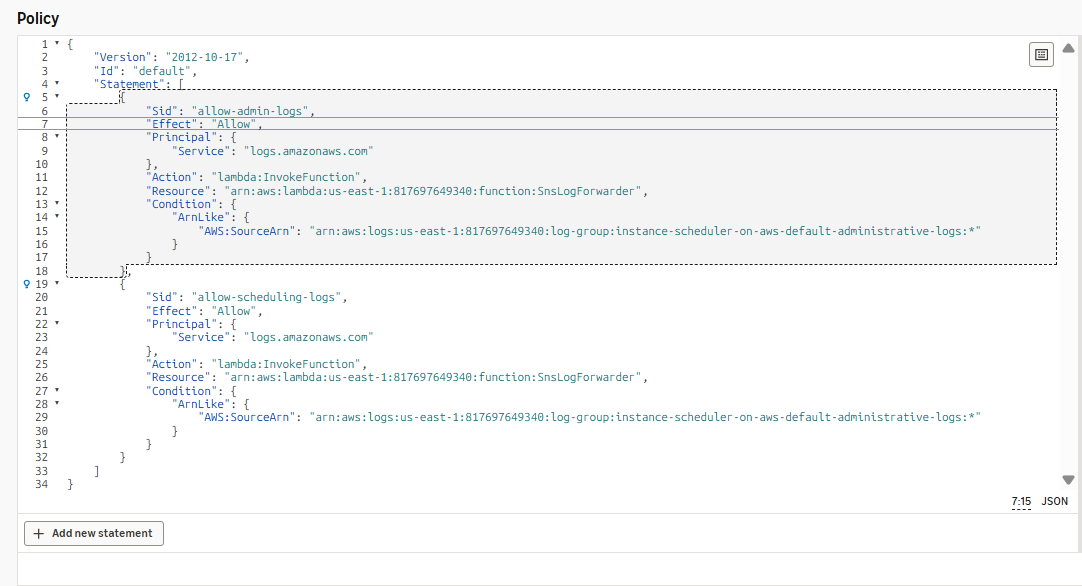 Policy
1 {
2 "Version": "2012-10-17",
3 "Id": "default",
4 "Statement": [
5 {
6 "Sid": "allow-admin-logs",
7 "Effect": "Allow",
8 "Principal": {
9 "Service": "logs.amazonaws.com"
10 },
11 "Action": "lambda:InvokeFunction",
12 "Resource": "arn:aws:lambda:us-east-1:817697649340:function:SnsLogForwarder",
13 "Condition": {
14 "ArnLike": {
15 "AWS:SourceArn": "arn:aws:logs:us-east-1:817697649340:log-group:instance-scheduler-on-aws-default-administrative-logs:*"
16 }
17 }
18 },
19 {
20 "Sid": "allow-scheduling-logs",
21 "Effect": "Allow",
22 "Principal": {
23 "Service": "logs.amazonaws.com"
24 },
25 "Action": "lambda:InvokeFunction",
26 "Resource": "arn:aws:lambda:us-east-1:817697649340:function:SnsLogForwarder",
27 "Condition": {
28 "ArnLike": {
29 "AWS:SourceArn": "arn:aws:logs:us-east-1:817697649340:log-group:instance-scheduler-on-aws-default-administrative-logs:*"
30 }
31 }
32 }
33 ]
34 }
7:15 JSON
+ Add new statement